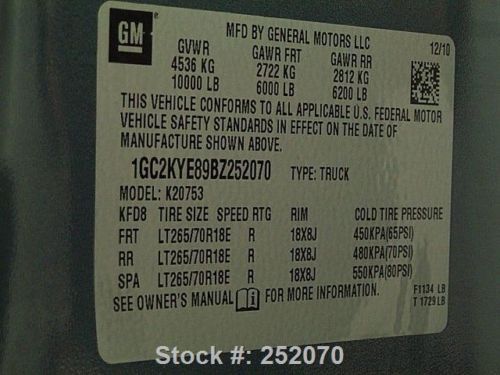 GM
MFD BY GENERAL MOTORS LLC
GVWR GAWR FRT GAWR RR 12/10
4536 KG 2722 KG 2812 KG
10000 LB 6000 LB 6200 LB
THIS VEHICLE CONFORMS TO ALL APPLICABLE U.S. FEDERAL MOTOR
VEHICLE SAFETY STANDARDS IN EFFECT ON THE DATE OF
MANUFACTURE SHOWN ABOVE.
1GC2KYE89BZ252070 TYPE: TRUCK
MODEL: K20753
KFD8 TIRE SIZE SPEED RTG RIM COLD TIRE PRESSURE
FRT LT265/70R18E R 18X8J 450KPA(65PSI)
RR LT265/70R18E R 18X8J 480KPA(70PSI)
SPA LT265/70R18E R 18X8J 550KPA(80PSI)
SEE OWNER'S MANUAL FOR MORE INFORMATION. F1134 LB
T 1729 LB
Stock #: 252070